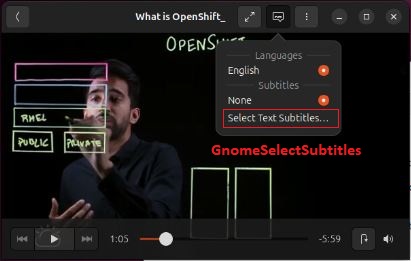 What is OpenShift_
OPENSHIFT
Languages
English
Subtitles
None
Select Text Subtitles...
RHEL
PUBLIC PRIVATE
GnomeSelectSubtitles
1:05
-5:59